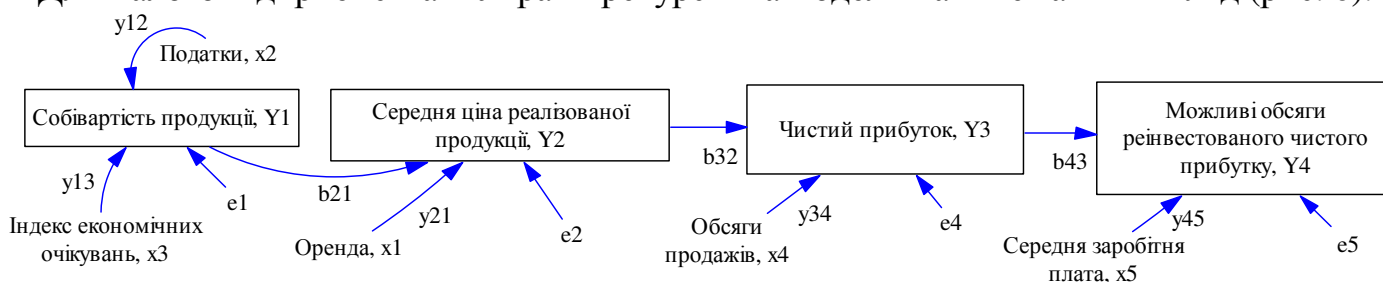 y12
Податки, x2
Собівартість продукції, Y1
Середня ціна реалізованої
продукції, Y2
Чистий прибуток, Y3
Можливі обсяги
реінвестованого чистого
прибутку, Y4
b32
b43
y13
b21
e1
y21
e2
y34
e4
y45
e5
Індекс економічних
очікувань, x3
Оренда, x1
Обсяги
продажів, x4
Середня заробітня
плата, x5